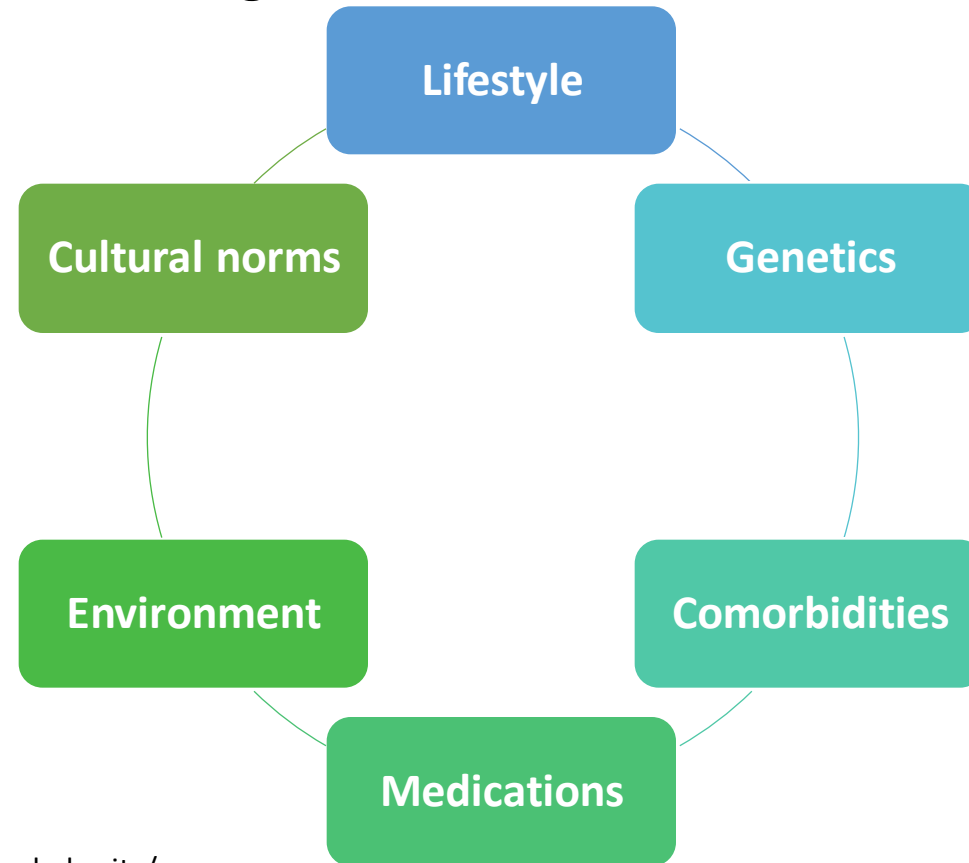 Lifestyle
Genetics
Comorbidities
Medications
Environment
Cultural norms